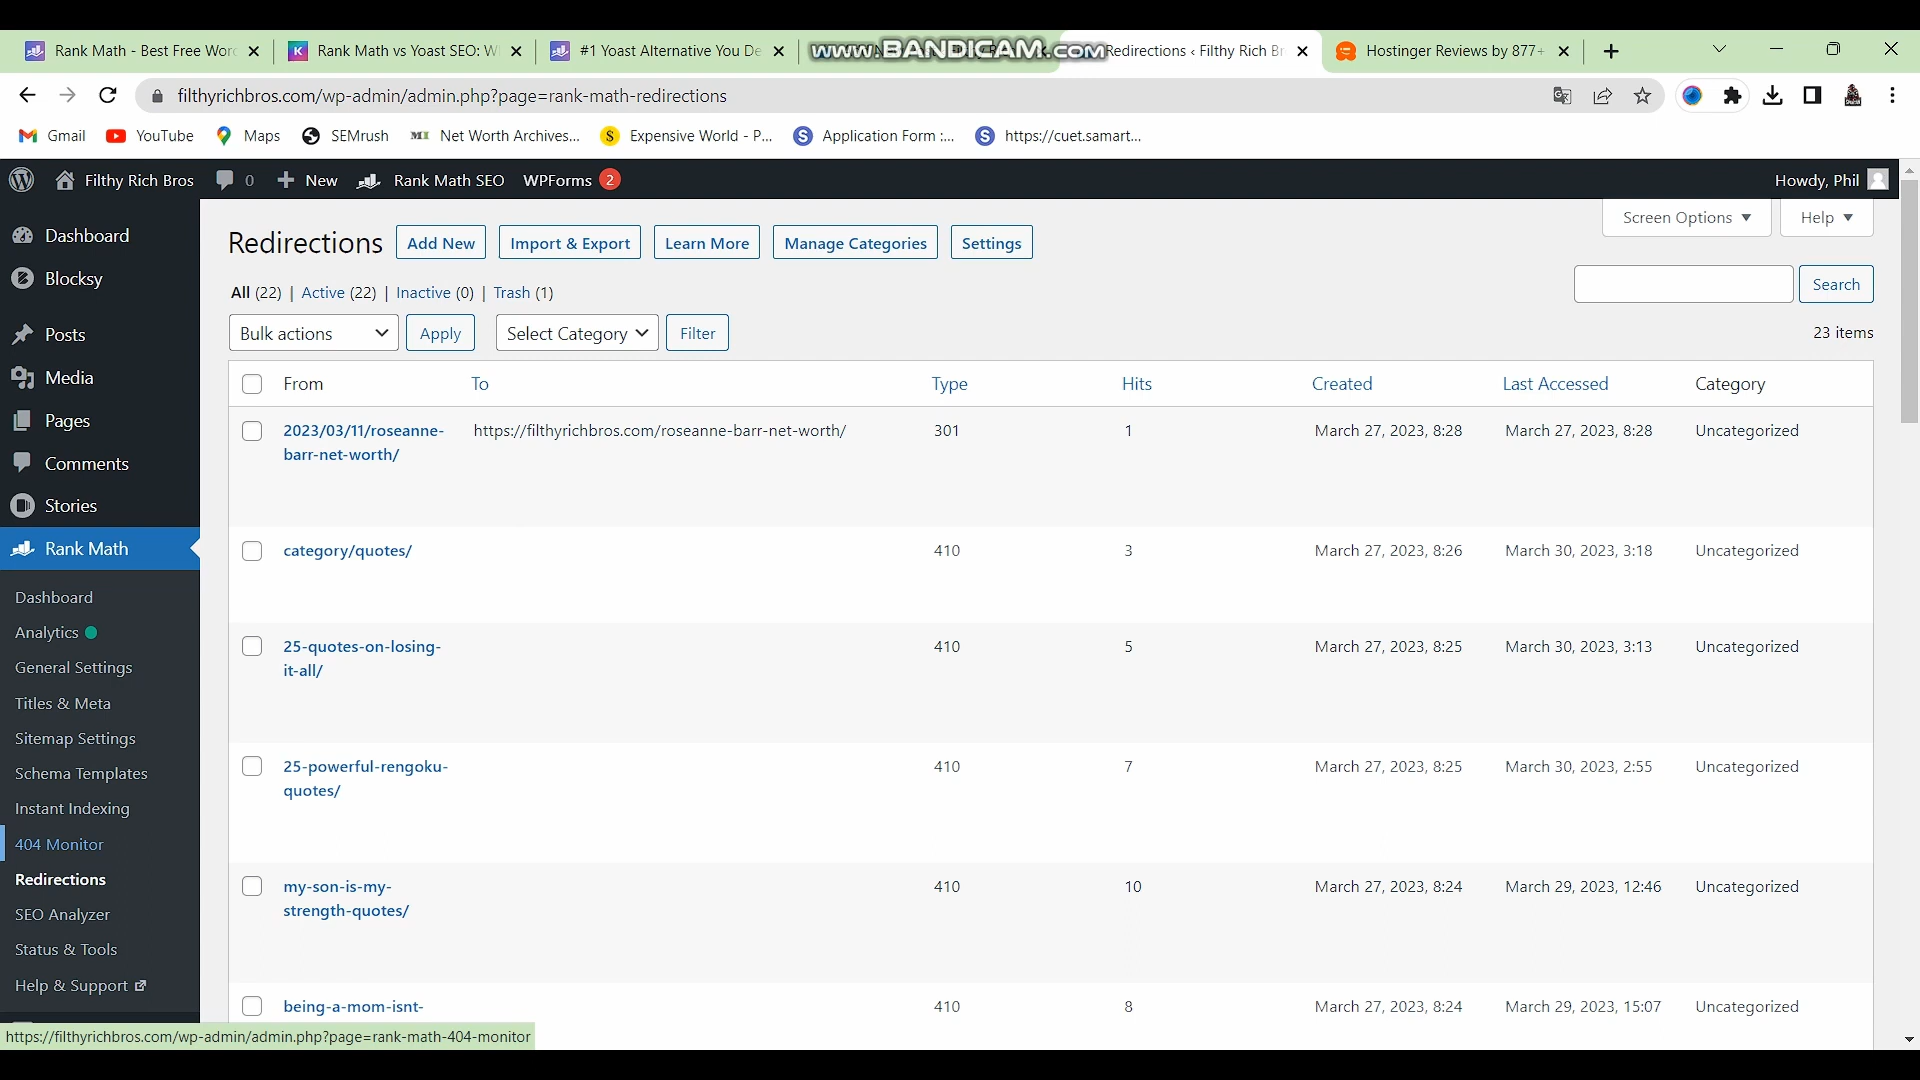 Rank Math - Best Free Wor
Rank Math vs Yoast SEO: W
#1 Yoast Alternative You De
www.BANDICAM.com
Redirections ‹ Filthy Rich Br
Hostinger Reviews by 877+
filthyrichbros.com/wp-admin/admin.php?page=rank-math-redirections
Gmail
YouTube
Maps
SEMrush
Net Worth Archives...
Expensive World - P...
Application Form :...
https://cuet.samart...
Filthy Rich Bros
0
New
Rank Math SEO
WPForms 2
Howdy, Phil
Dashboard
Blocksy
Posts
Media
Pages
Comments
Stories
Rank Math
Dashboard
Analytics
General Settings
Titles & Meta
Sitemap Settings
Schema Templates
Instant Indexing
404 Monitor
Redirections
SEO Analyzer
Status & Tools
Help & Support
Screen Options
Help
Redirections
Add New
Import & Export
Learn More
Manage Categories
Settings
All (22) | Active (22) | Inactive (0) | Trash (1)
Search
Bulk actions
Apply
Select Category
Filter
23 items
From To Type Hits Created Last Accessed Category
2023/03/11/roseanne- https://filthyrichbros.com/roseanne-barr-net-worth/ 301 1 March 27, 2023, 8:28 March 27, 2023, 8:28 Uncategorized
barr-net-worth/
category/quotes/ 410 3 March 27, 2023, 8:26 March 30, 2023, 3:18 Uncategorized
25-quotes-on-losing- 410 5 March 27, 2023, 8:25 March 30, 2023, 3:13 Uncategorized
it-all/
25-powerful-rengoku- 410 7 March 27, 2023, 8:25 March 30, 2023, 2:55 Uncategorized
quotes/
my-son-is-my- 410 10 March 27, 2023, 8:24 March 29, 2023, 12:46 Uncategorized
strength-quotes/
being-a-mom-isnt- 410 8 March 27, 2023, 8:24 March 29, 2023, 15:07 Uncategorized
https://filthyrichbros.com/wp-admin/admin.php?page=rank-math-404-monitor